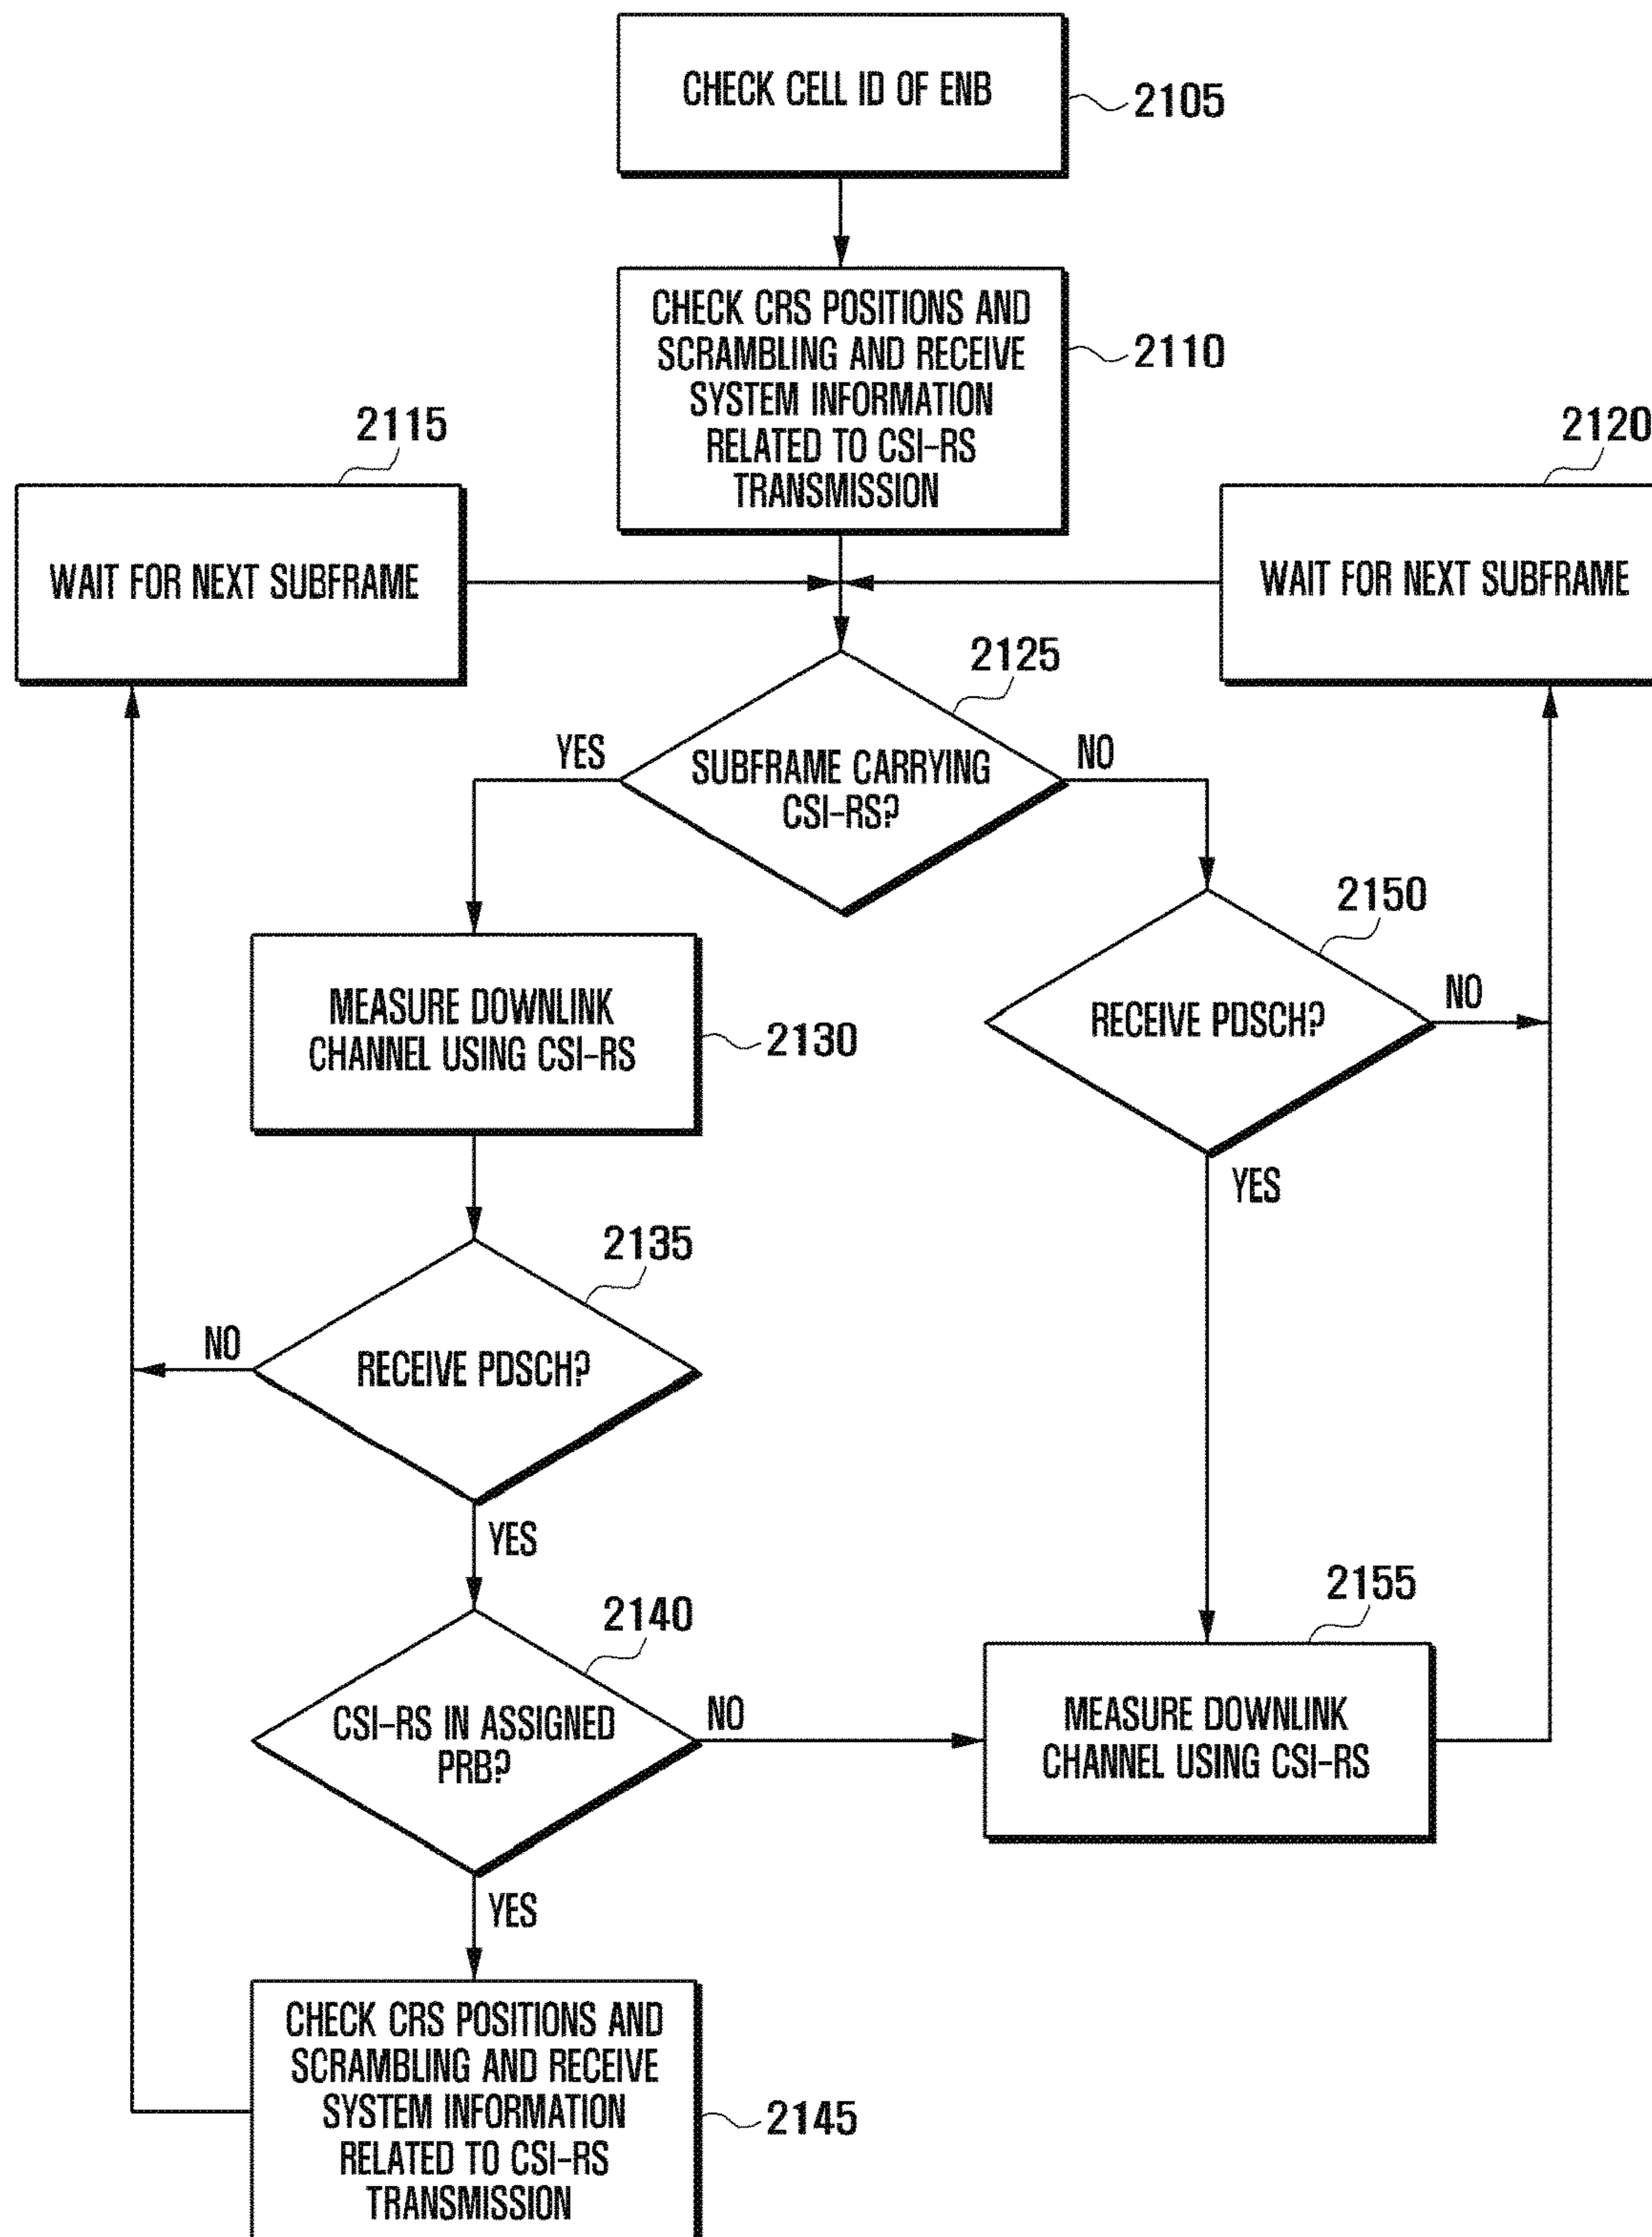 CHECK CELL ID OF ENB
2105
CHECK CRS POSITIONS AND
SCRAMBLING AND RECEIVE
SYSTEM INFORMATION
RELATED TO CSI-RS
TRANSMISSION
2110
2115
WAIT FOR NEXT SUBFRAME
2120
WAIT FOR NEXT SUBFRAME
2125
SUBFRAME CARRYING
CSI-RS?
YES
NO
MEASURE DOWNLINK
CHANNEL USING CSI-RS
2130
2150
RECEIVE PDSCH?
NO
YES
2135
RECEIVE PDSCH?
NO
YES
2140
CSI-RS IN ASSIGNED
PRB?
NO
YES
2155
MEASURE DOWNLINK
CHANNEL USING CSI-RS
CHECK CRS POSITIONS AND
SCRAMBLING AND RECEIVE
SYSTEM INFORMATION
RELATED TO CSI-RS
TRANSMISSION
2145